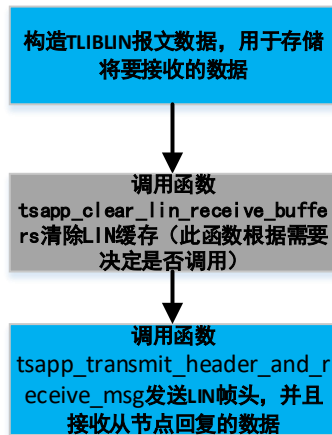 构造TLIBLIN报文数据，用于存储
将要接收的数据
调用函数
tsapp_clear_lin_receive_buffe
rs清除LIN缓存（此函数根据需要
决定是否调用）
调用函数
tsapp_transmit_header_and_r
eceive_msg发送LIN帧头，并且
接收从节点回复的数据